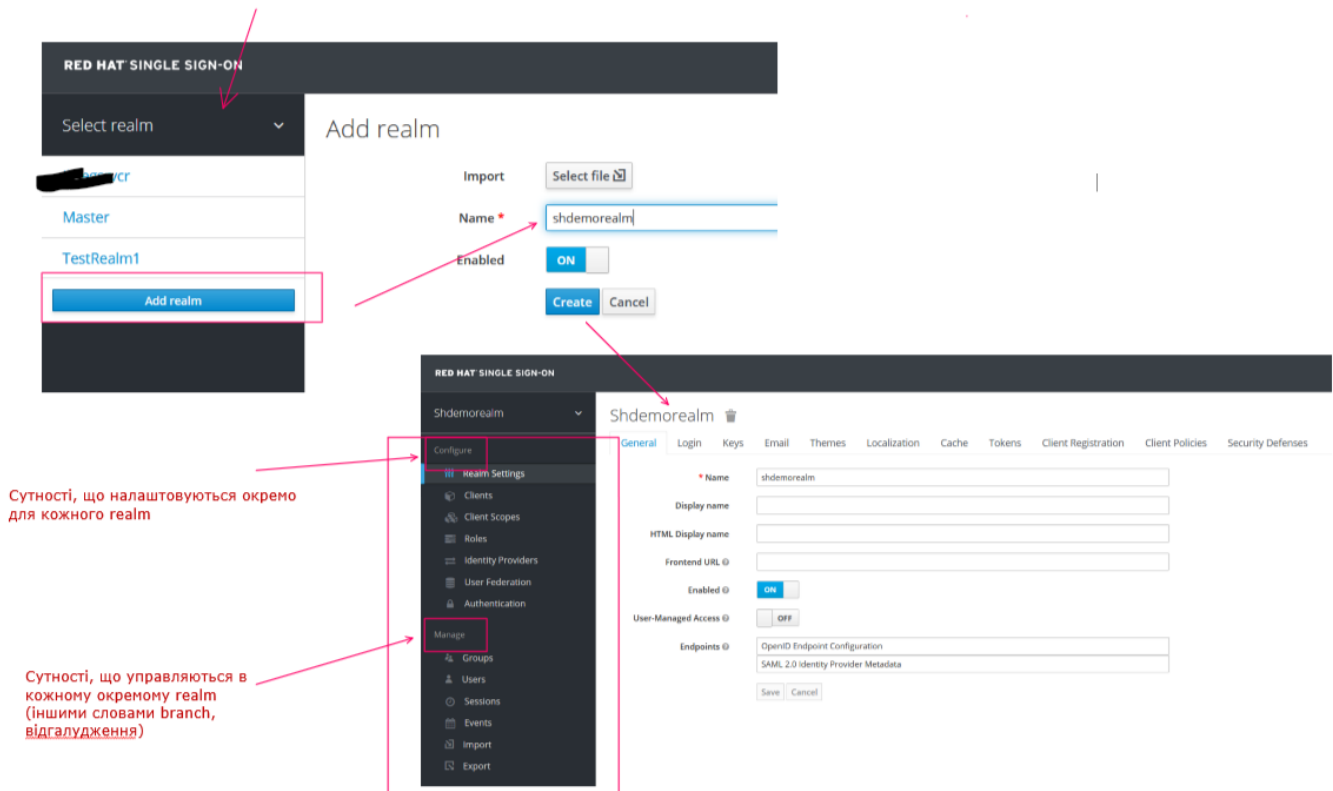 RED HAT SINGLE SIGN-ON
Select realm
Add realm
Import
Select file
ycr
Name *
shdemorealm
Master
TestRealm1
Enabled
ON
Add realm
Create
Cancel
RED HAT SINGLE SIGN-ON
Shdemorealm
Shdemorealm
General Login Keys Email Themes Localization Cache Tokens Client Registration Client Policies Security Defenses
Configure
Realm Settings
Clients
Client Scopes
Roles
Identity Providers
User Federation
Authentication
Manage
Groups
Users
Sessions
Events
Import
Export
* Name
shdemorealm
Display name
HTML Display name
Frontend URL
Enabled
ON
User-Managed Access
OFF
Endpoints
OpenID Endpoint Configuration
SAML 2.0 Identity Provider Metadata
Save Cancel
Сутності, що налаштовуються окремо
для кожного realm
Сутності, що управляються в
кожному окремому realm
(іншими словами branch,
відгалудження)